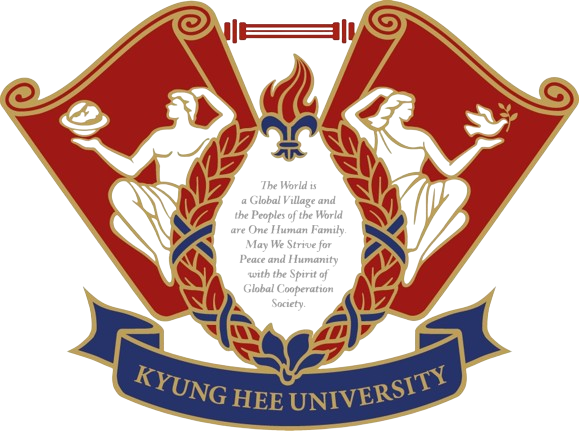 The World is
a Global Village and
the Peoples of the World
are One Human Family.
May We Strive for
Peace and Humanity
with the Spirit of
Global Cooperation
Society.
KYUNG HEE UNIVERSITY